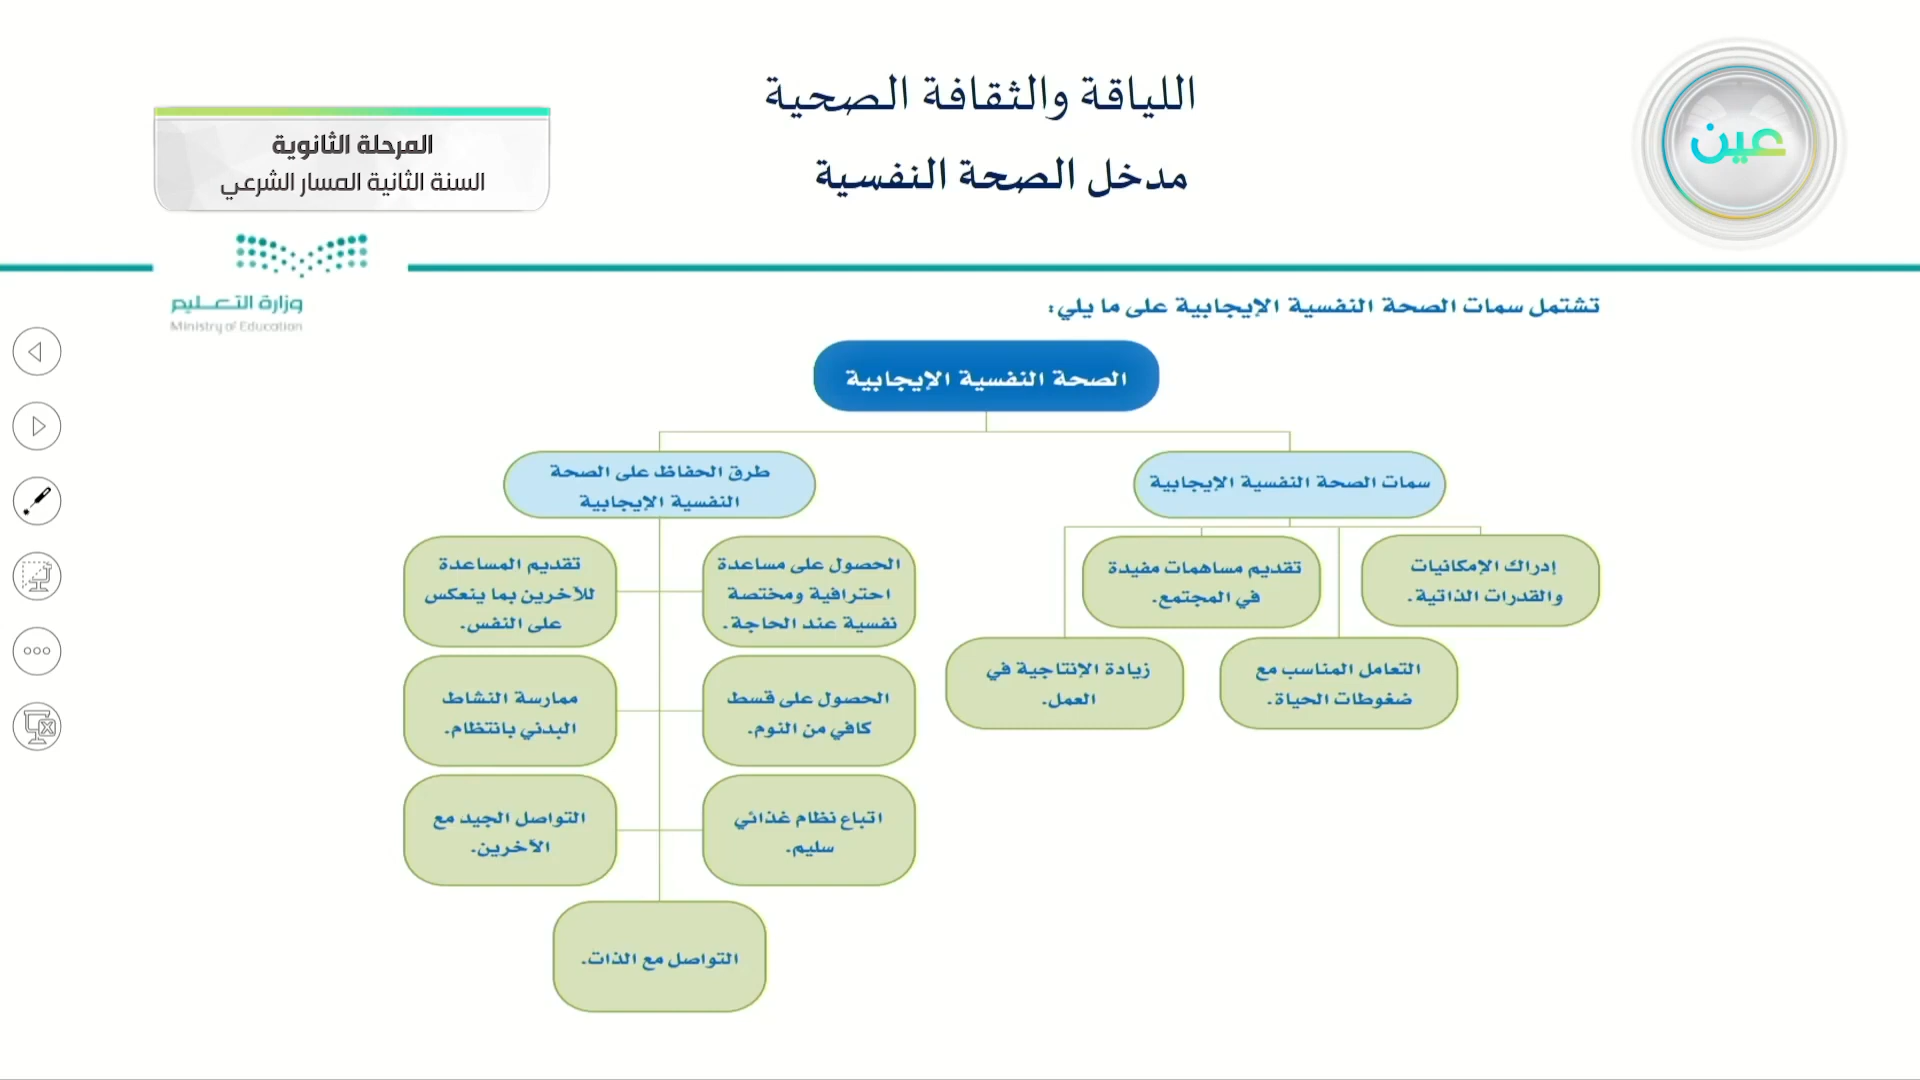 اللياقة والثقافة الصحية
مدخل الصحة النفسية
المرحلة الثانوية
السنة الثانية المسار الشرعي
عين
وزارة التعـــليم
Ministry of Education
تشتمل سمات الصحة النفسية الإيجابية على ما يلي:
الصحة النفسية الإيجابية
سمات الصحة النفسية الإيجابية
إدراك الإمكانيات
والقدرات الذاتية.
تقديم مساهمات مفيدة
في المجتمع.
التعامل المناسب مع
ضغوطات الحياة.
زيادة الإنتاجية في
العمل.
طرق الحفاظ على الصحة
النفسية الإيجابية
الحصول على مساعدة
احترافية ومختصة
نفسية عند الحاجة.
تقديم المساعدة
للآخرين بما ينعكس
على النفس.
الحصول على قسط
كافي من النوم.
ممارسة النشاط
البدني بانتظام.
اتباع نظام غذائي
سليم.
التواصل الجيد مع
الآخرين.
التواصل مع الذات.